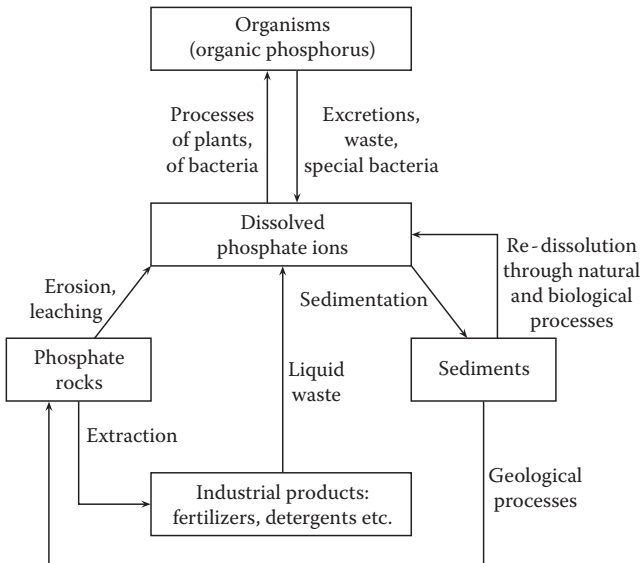 Organisms
(organic phosphorus)
Processes
of plants,
of bacteria
Excretions,
waste,
special bacteria
Dissolved
phosphate ions
Re-dissolution
through natural
and biological
processes
Erosion,
leaching
Sedimentation
Phosphate
rocks
Liquid
waste
Sediments
Extraction
Industrial products:
fertilizers, detergents etc.
Geological
processes